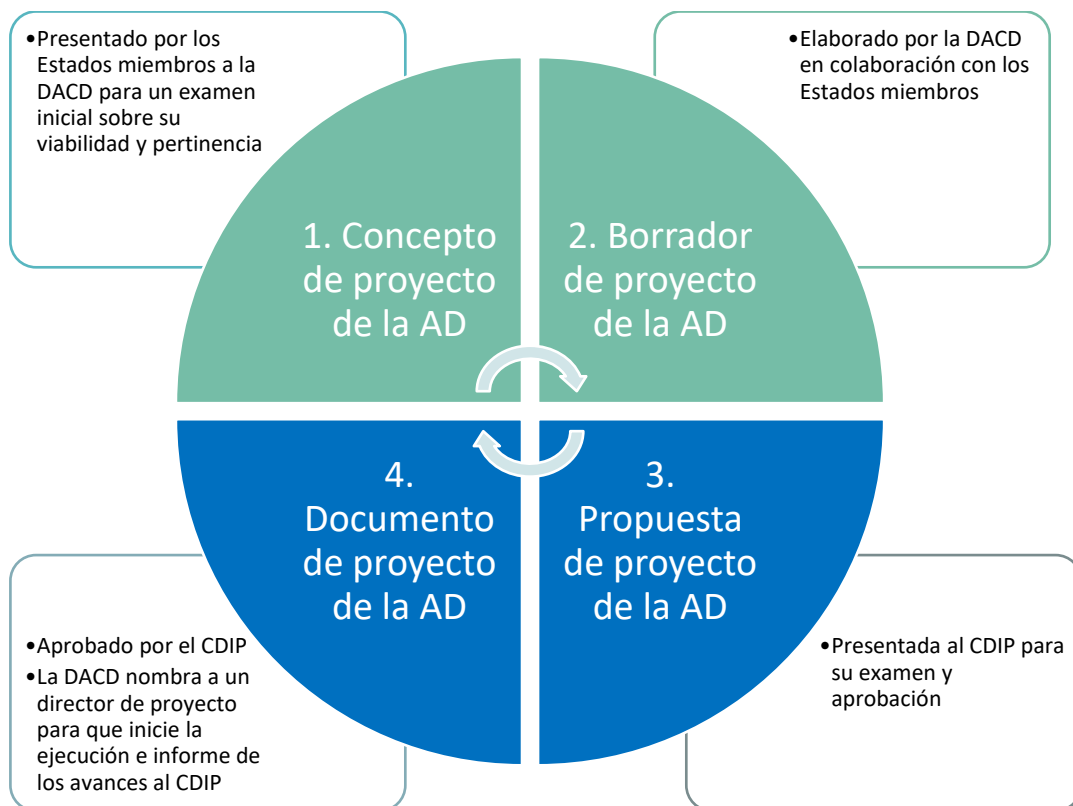 •Presentado por los
Estados miembros a la
DACD para un examen
inicial sobre su
viabilidad y pertinencia
•Elaborado por la DACD
en colaboración con los
Estados miembros
1. Concepto
de proyecto
de la AD
2. Borrador
de proyecto
de la AD
4.
Documento
de proyecto
de la AD
3.
Propuesta
de proyecto
de la AD
•Aprobado por el CDIP
•La DACD nombra a un
director de proyecto
para que inicie la
ejecución e informe de
los avances al CDIP
•Presentada al CDIP para
su examen y
aprobación